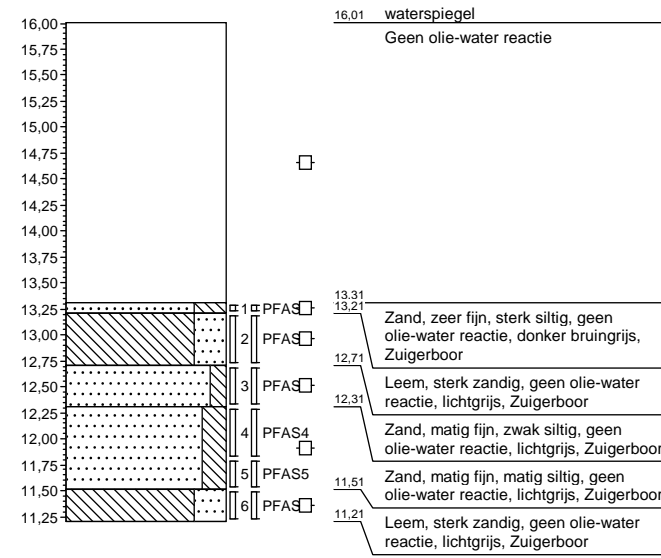 16,00
15,75
15,50
15,25
15,00
14,75
14,50
14,25
14,00
13,75
13,50
13,25
13,00
12,75
12,50
12,25
12,00
11,75
11,50
11,25
1 PFAS
2 PFAS
3 PFAS
4 PFAS4
5 PFAS5
6 PFAS
16,01 waterspiegel
Geen olie-water reactie
13.31
13,21
Zand, zeer fijn, sterk siltig, geen
olie-water reactie, donker bruingrijs,
Zuigerboor
12,71
Leem, sterk zandig, geen olie-water
reactie, lichtgrijs, Zuigerboor
12,31
Zand, matig fijn, zwak siltig, geen
olie-water reactie, lichtgrijs, Zuigerboor
11,51
Zand, matig fijn, matig siltig, geen
olie-water reactie, lichtgrijs, Zuigerboor
11,21
Leem, sterk zandig, geen olie-water
reactie, lichtgrijs, Zuigerboor